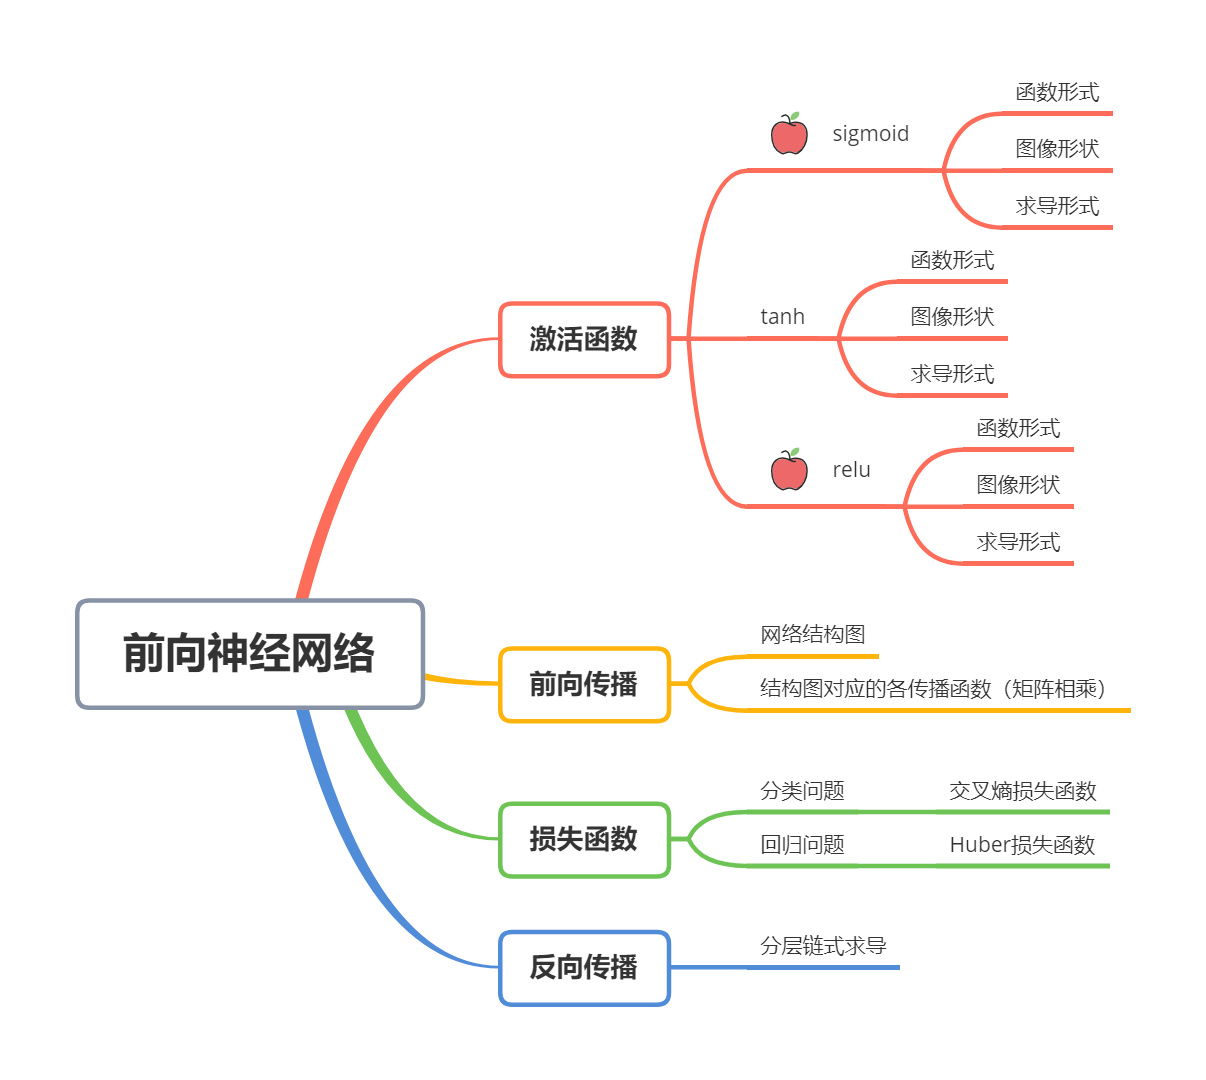 前向神经网络
激活函数
sigmoid
函数形式
图像形状
求导形式
tanh
函数形式
图像形状
求导形式
relu
函数形式
图像形状
求导形式
前向传播
网络结构图
结构图对应的各传播函数（矩阵相乘）
损失函数
分类问题
交叉熵损失函数
回归问题
Huber损失函数
反向传播
分层链式求导